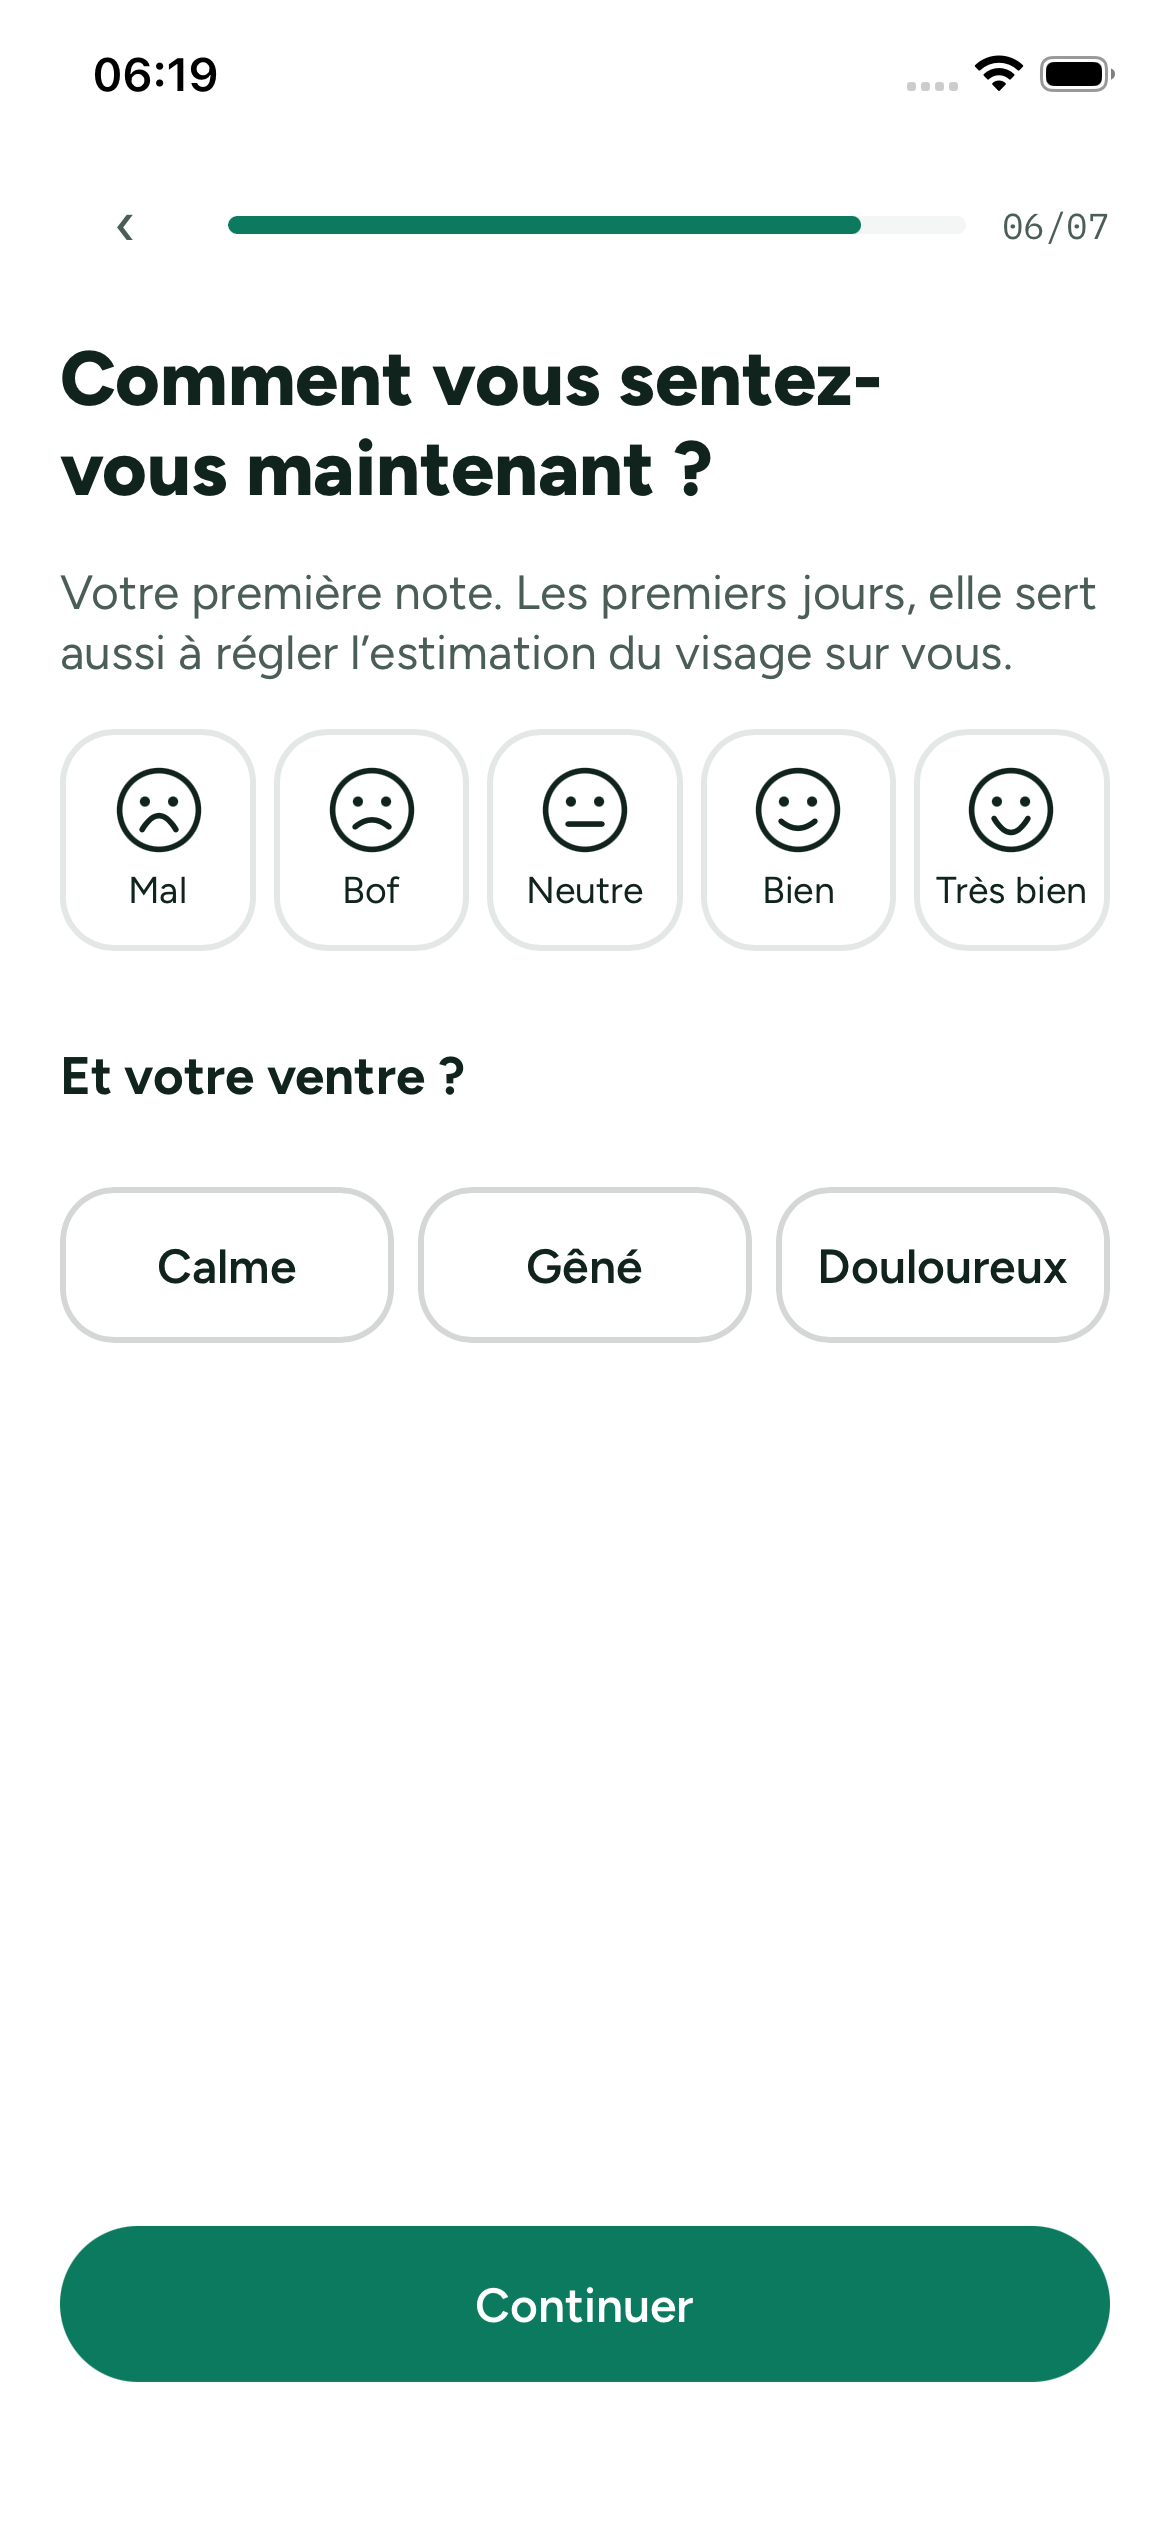 06:19
06/07
Comment vous sentez-
vous maintenant ?
Votre première note. Les premiers jours, elle sert
aussi à régler l’estimation du visage sur vous.
Mal
Bof
Neutre
Bien
Très bien
Et votre ventre ?
Calme
Gêné
Douloureux
Continuer